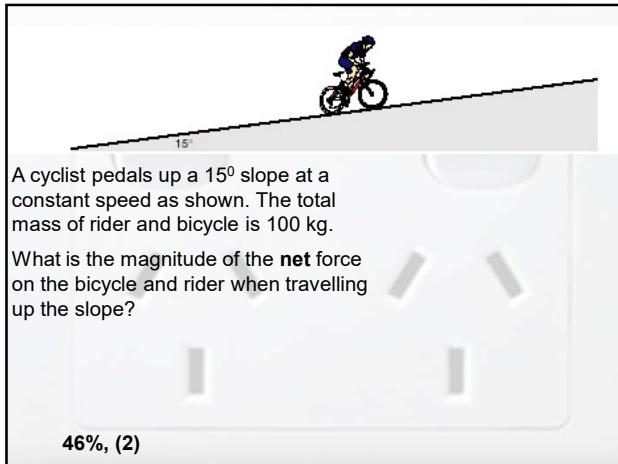 15°
A cyclist pedals up a 15⁰ slope at a
constant speed as shown. The total
mass of rider and bicycle is 100 kg.
What is the magnitude of the net force
on the bicycle and rider when travelling
up the slope?
46%, (2)